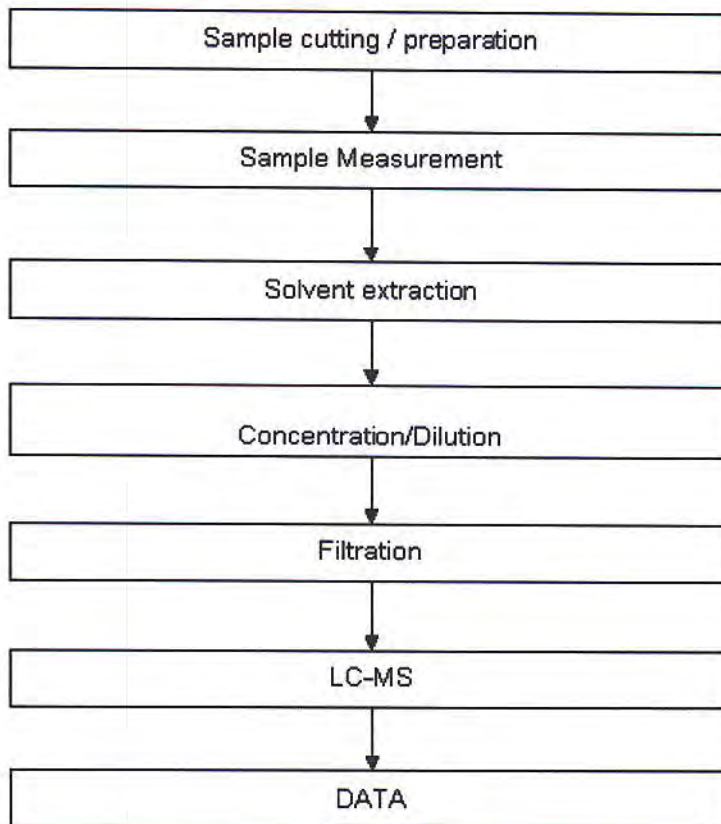 Sample cutting / preparation
Sample Measurement
Solvent extraction
Concentration/Dilution
Filtration
LC-MS
DATA